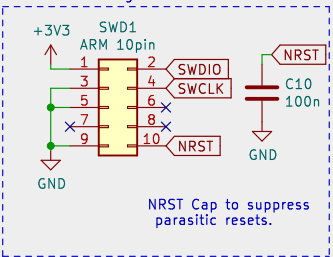 +3V3
SWD1
ARM 10pin
1
2
SWDIO
3
4
SWCLK
5
6
7
8
9
10
NRST
GND
NRST
C10
100n
GND
NRST Cap to suppress
parasitic resets.